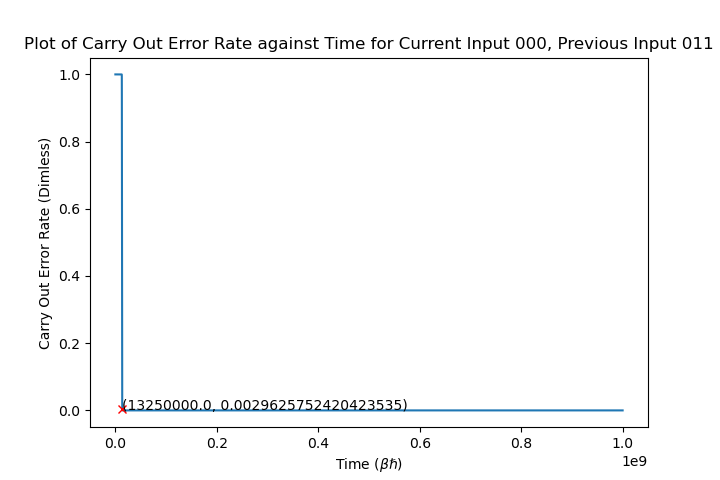 Plot of Carry Out Error Rate against Time for Current Input 000, Previous Input 011
Carry Out Error Rate (Dimless)
1.0
0.8
0.6
0.4
0.2
0.0
(13250000.0, 0.0029625752420423535)
0.0 0.2 0.4 0.6 0.8 1.0
1e9
Time (βħ)